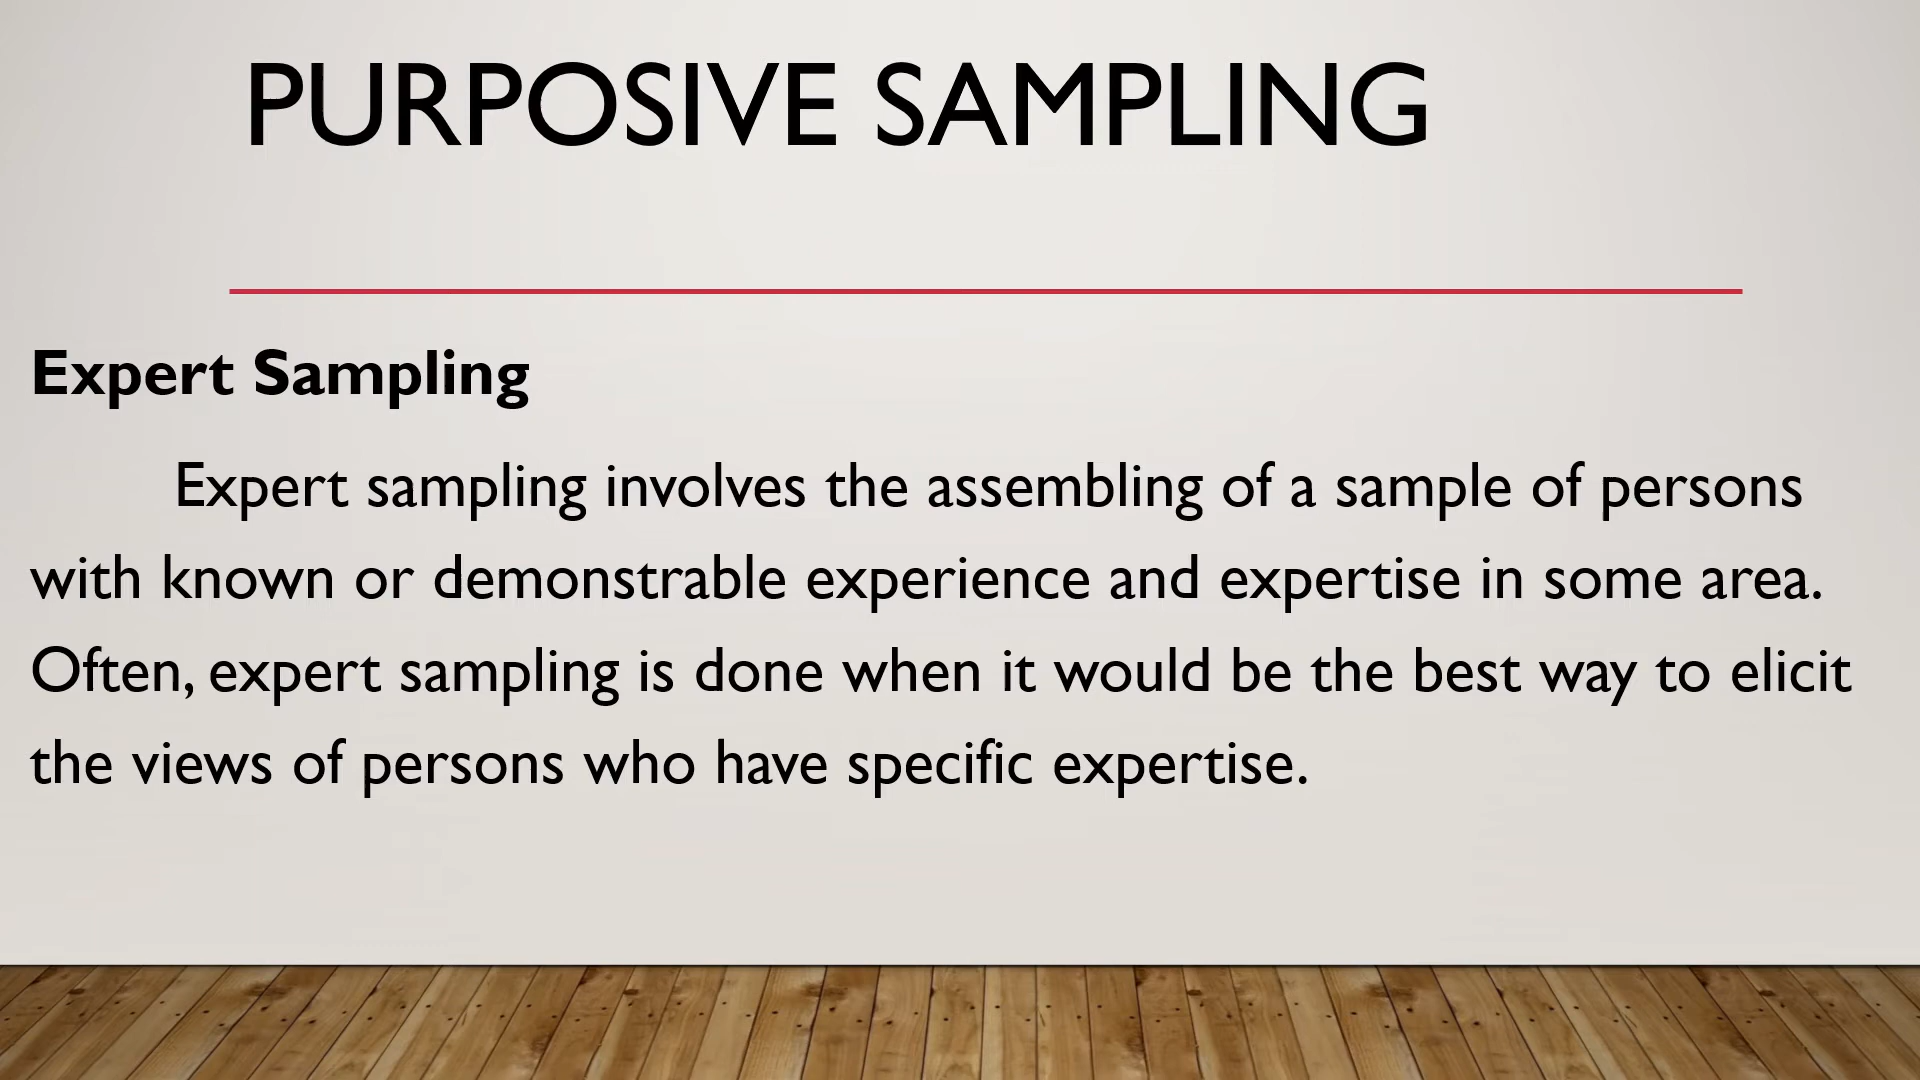 PURPOSIVE SAMPLING
Expert Sampling
Expert sampling involves the assembling of a sample of persons
with known or demonstrable experience and expertise in some area.
Often, expert sampling is done when it would be the best way to elicit
the views of persons who have specific expertise.